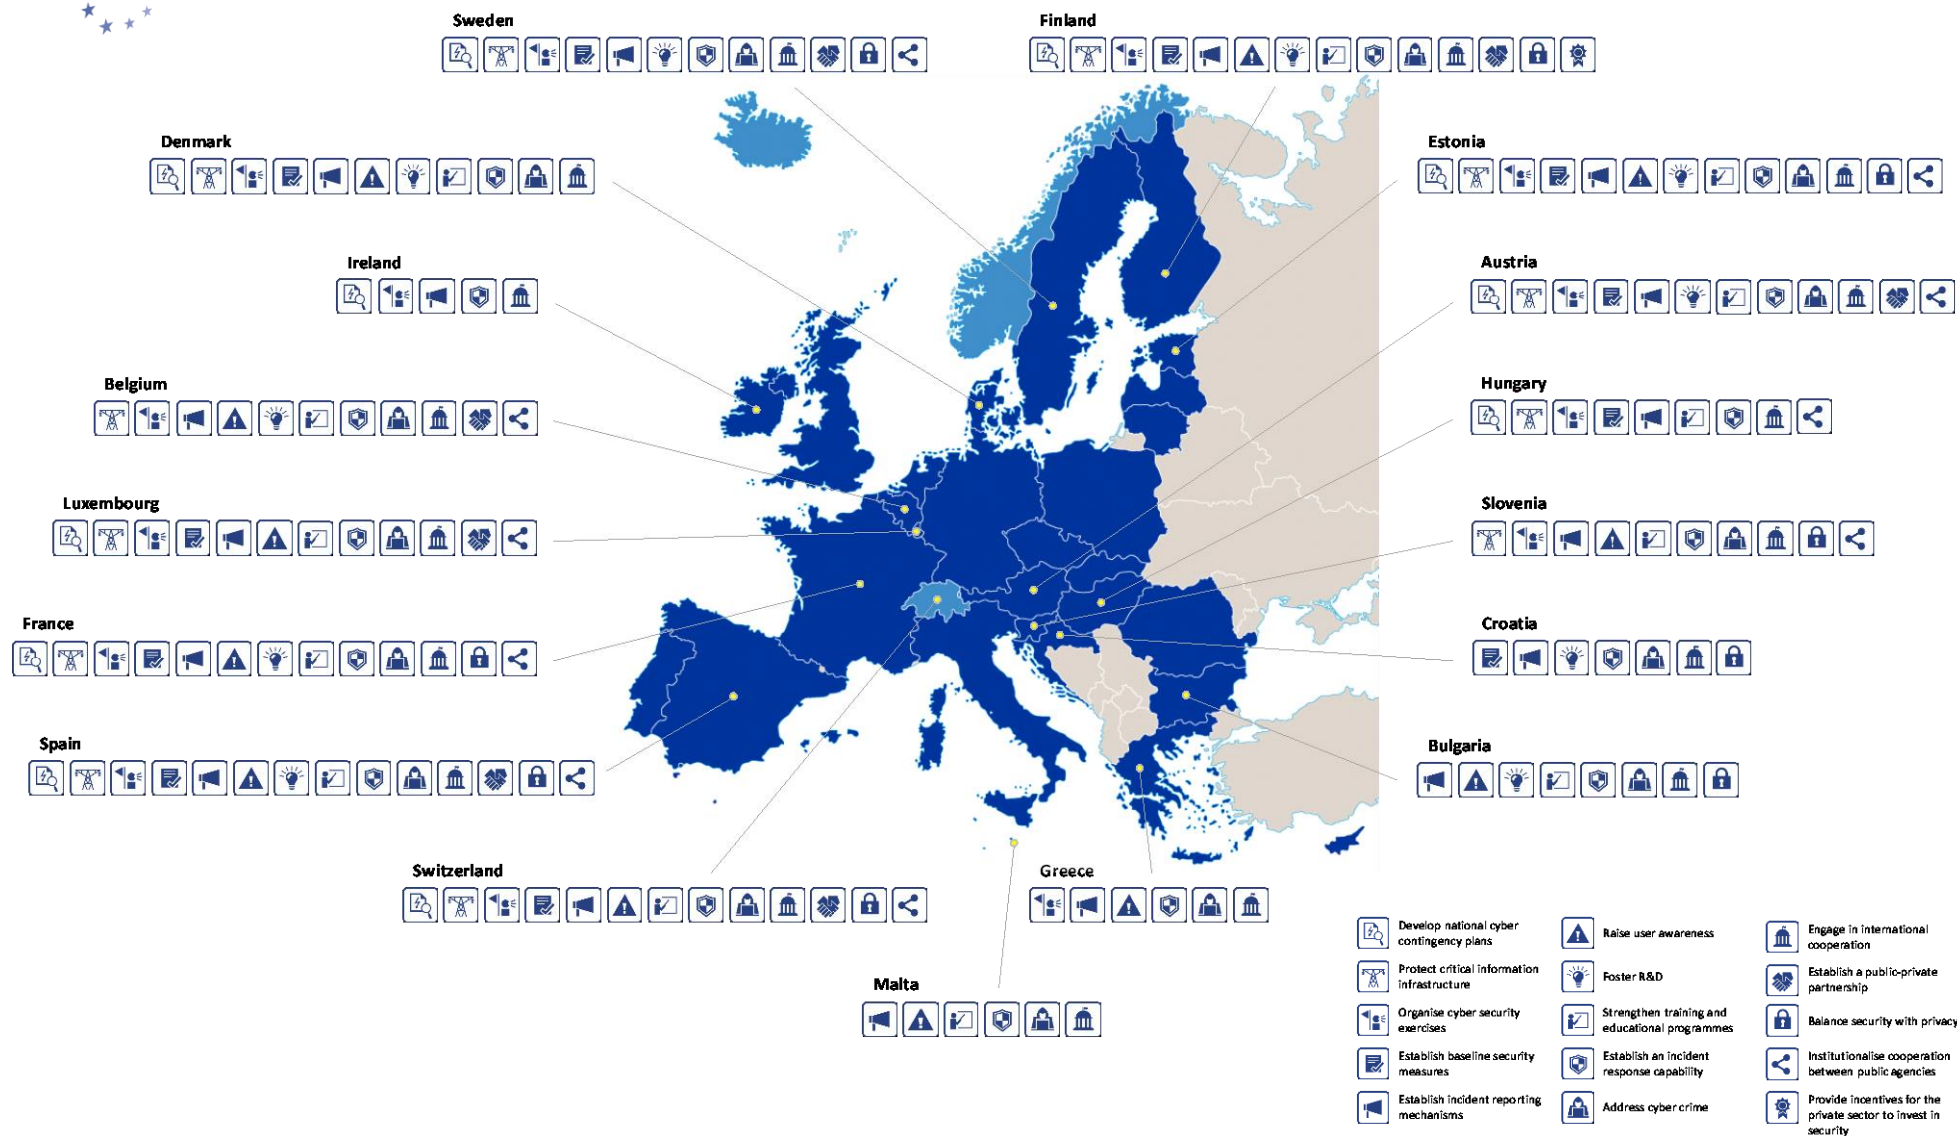 Sweden
Finland
Denmark
Estonia
Ireland
Austria
Belgium
Hungary
Luxembourg
Slovenia
France
Croatia
Spain
Bulgaria
Switzerland
Greece
Malta
Develop national cyber
contingency plans
Protect critical information
infrastructure
Organise cyber security
exercises
Establish baseline security
measures
Establish incident reporting
mechanisms
Raise user awareness
Foster R&D
Strengthen training and
educational programmes
Establish an incident
response capability
Address cyber crime
Engage in international
cooperation
Establish a public-private
partnership
Balance security with privacy
Institutionalise cooperation
between public agencies
Provide incentives for the
private sector to invest in
security